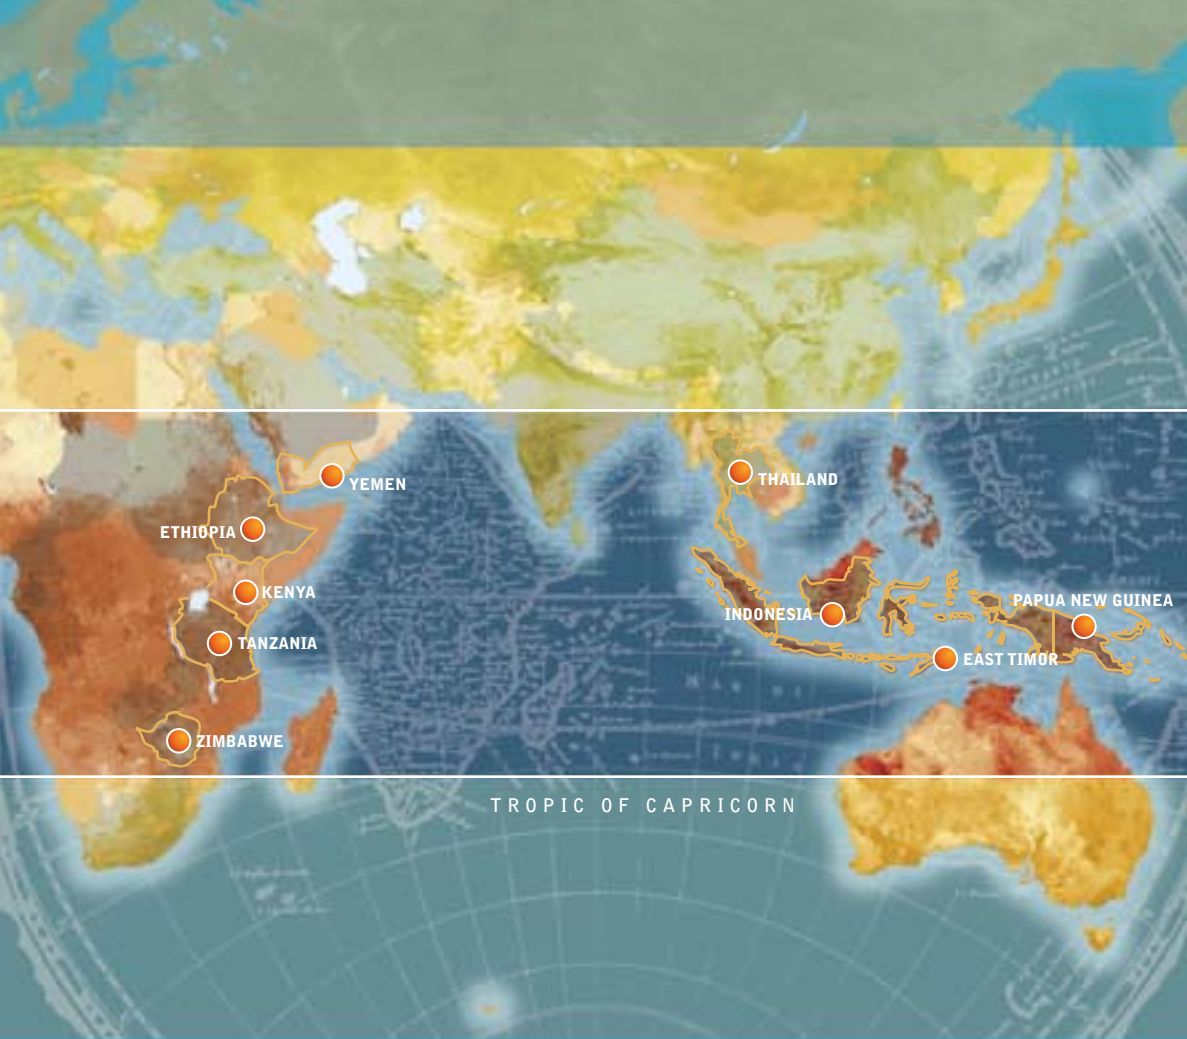 YEMEN
THAILAND
ETHIOPIA
KENYA
PAPUA NEW GUINEA
INDONESIA
TANZANIA
EAST TIMOR
ZIMBABWE
TROPIC OF CAPRICORN